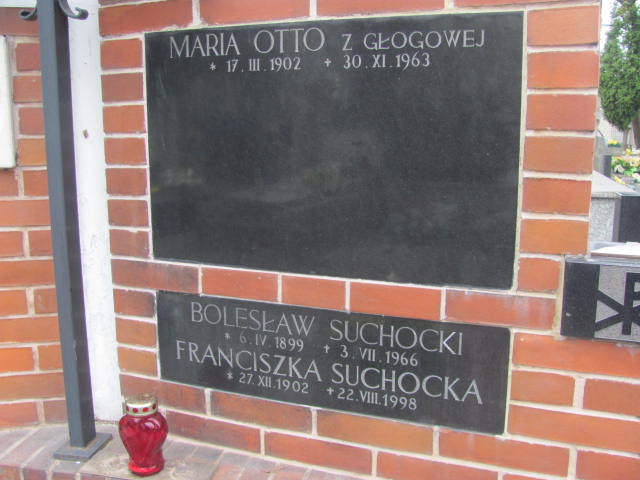 MARIA OTTO Z GŁOGOWEJ
* 17. III. 1902 + 30. XI. 1963
BOLESŁAW SUCHOCKI
* 6. IV. 1899 + 3. VII. 1966
FRANCISZKA SUCHOCKA
* 27. XII. 1902 + 22. VIII. 1998